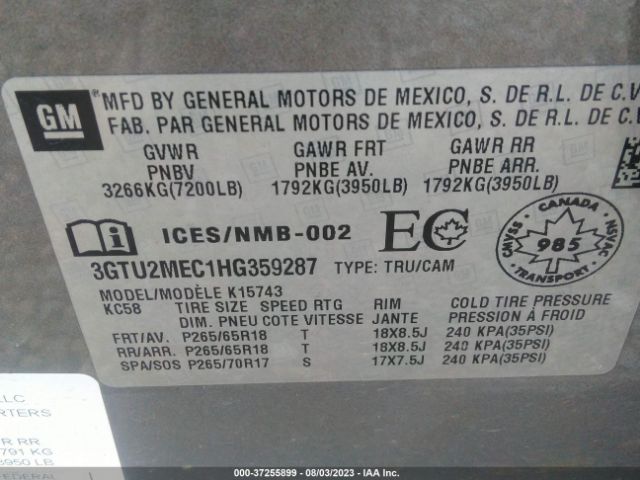 GM
MFD BY GENERAL MOTORS DE MEXICO, S. DE R.L. DE C.V
FAB. PAR GENERAL MOTORS DE MEXICO, S. DE R.L. DE C.V
GVWR GAWR FRT GAWR RR
PNBV PNBE AV. PNBE ARR.
3266KG(7200LB) 1792KG(3950LB) 1792KG(3950LB)
ICES/NMB-002 EC
CANADA
CMVSS 985 NSVAC
3GTU2MEC1HG359287 TYPE: TRU/CAM
MODEL/MODÈLE K15743
KC58 TIRE SIZE SPEED RTG RIM COLD TIRE PRESSURE
DIM. PNEU COTE VITESSE JANTE PRESSION À FROID
FRT/AV. P265/65R18 T 18X8.5J 240 KPA(35PSI)
RR/ARR. P265/65R18 T 18X8.5J 240 KPA(35PSI)
SPA/SOS P265/70R17 S 17X7.5J 240 KPA(35PSI)
LLC
RTERS
R RR
791 KG
3950 LB
FEDERAL
000-37255899 - 08/03/2023 - IAA Inc.